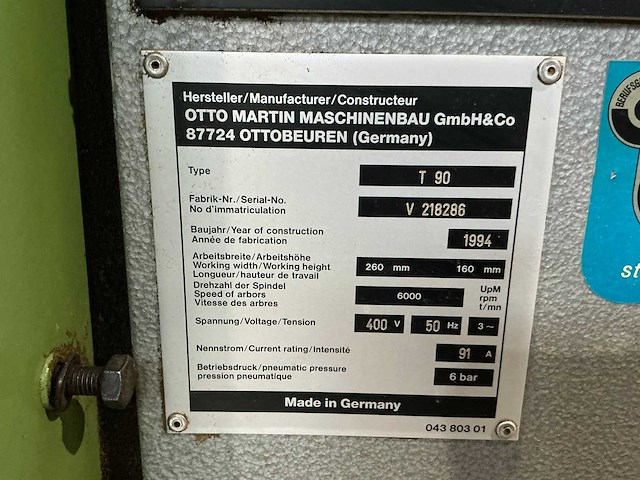 Hersteller/Manufacturer/Constructeur
OTTO MARTIN MASCHINENBAU GmbH&Co
87724 OTTOBEUREN (Germany)
Type T 90
Fabrik-Nr./Serial-No.
No d'immatriculation V 218286
Baujahr/Year of construction
Année de fabrication 1994
Arbeitsbreite/Arbeitshöhe
Working width/Working height 260 mm 160 mm
Longueur/hauteur de travail
Drehzahl der Spindel UpM
Speed of arbors 6000 rpm
Vitesse des arbres t/mn
Spannung/Voltage/Tension 400 V 50 Hz 3 ~
Nennstrom/Current rating/Intensité 91 A
Betriebsdruck/pneumatic pressure
pression pneumatique 6 bar
Made in Germany
043 803 01